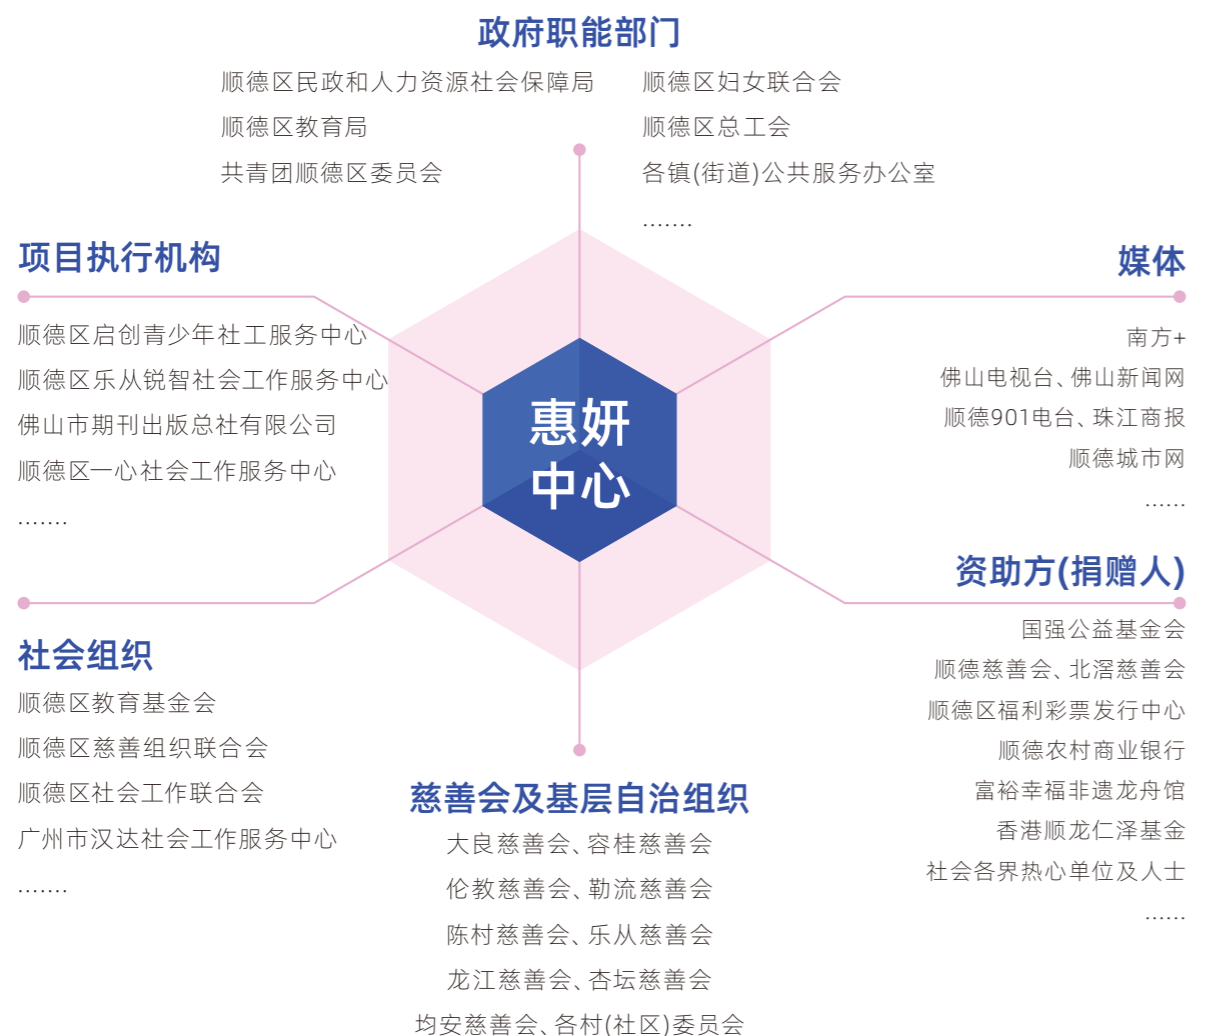 政府职能部门
顺德区民政和人力资源社会保障局
顺德区教育局
共青团顺德区委员会
顺德区妇女联合会
顺德区总工会
各镇(街道)公共服务办公室
.......
项目执行机构
顺德区启创青少年社工服务中心
顺德区乐从锐智社会工作服务中心
佛山市期刊出版总社有限公司
顺德区一心社会工作服务中心
.......
媒体
南方+
佛山电视台、佛山新闻网
顺德901电台、珠江商报
顺德城市网
......
惠妍
中心
资助方(捐赠人)
国强公益基金会
顺德慈善会、北滘慈善会
顺德区福利彩票发行中心
顺德农村商业银行
富裕幸福非遗龙舟馆
香港顺龙仁泽基金
社会各界热心单位及人士
......
社会组织
顺德区教育基金会
顺德区慈善组织联合会
顺德区社会工作联合会
广州市汉达社会工作服务中心
.......
慈善会及基层自治组织
大良慈善会、容桂慈善会
伦教慈善会、勒流慈善会
陈村慈善会、乐从慈善会
龙江慈善会、杏坛慈善会
均安慈善会、各村(社区)委员会